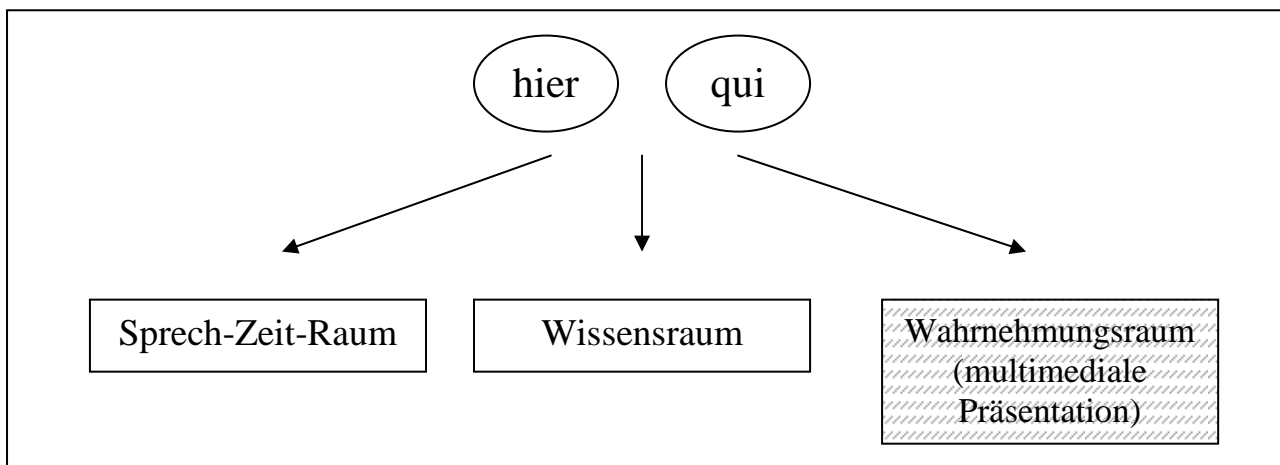 hier
qui
Sprech-Zeit-Raum
Wissensraum
Wahrnehmungsraum
(multimediale
Präsentation)